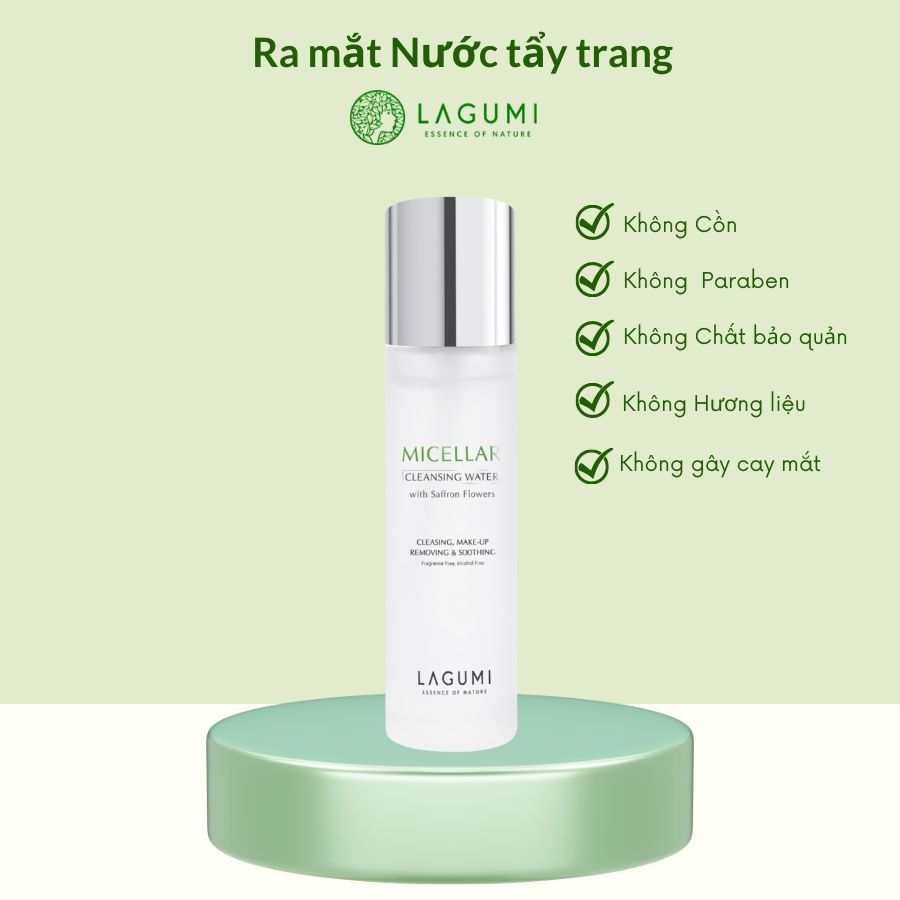 Ra mắt Nước tẩy trang
LAGUMI
ESSENCE OF NATURE
Không Cồn
Không Paraben
Không Chất bảo quản
Không Hương liệu
Không gây cay mắt
MICELLAR
CLEANSING WATER
with Saffron Flowers
CLEASING, MAKE-UP
REMOVING & SOOTHING
Fragrance Free, Alcohol Free
LAGUMI
ESSENCE OF NATURE